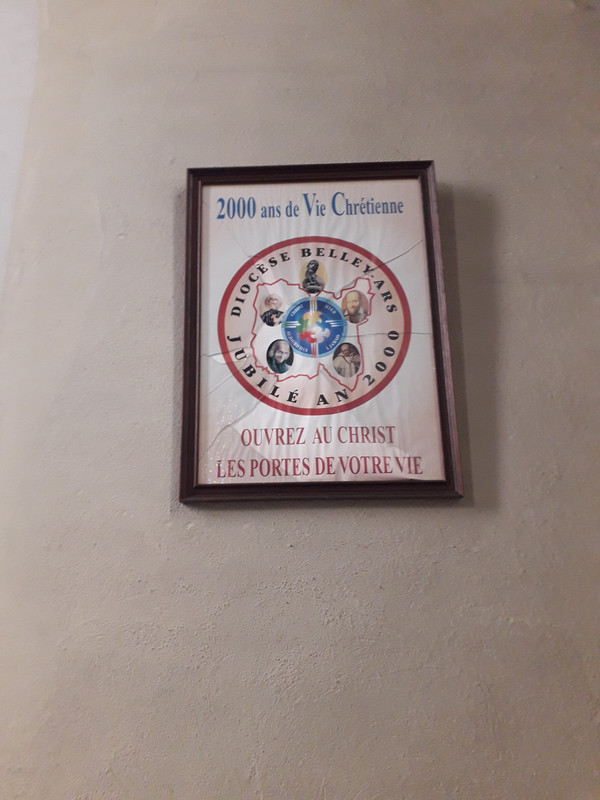 2000 ans de Vie Chrétienne
DIOCÈSE BELLEY-ARS
JUBILÉ AN 2000
OUVREZ AU CHRIST
LES PORTES DE VOTRE VIE